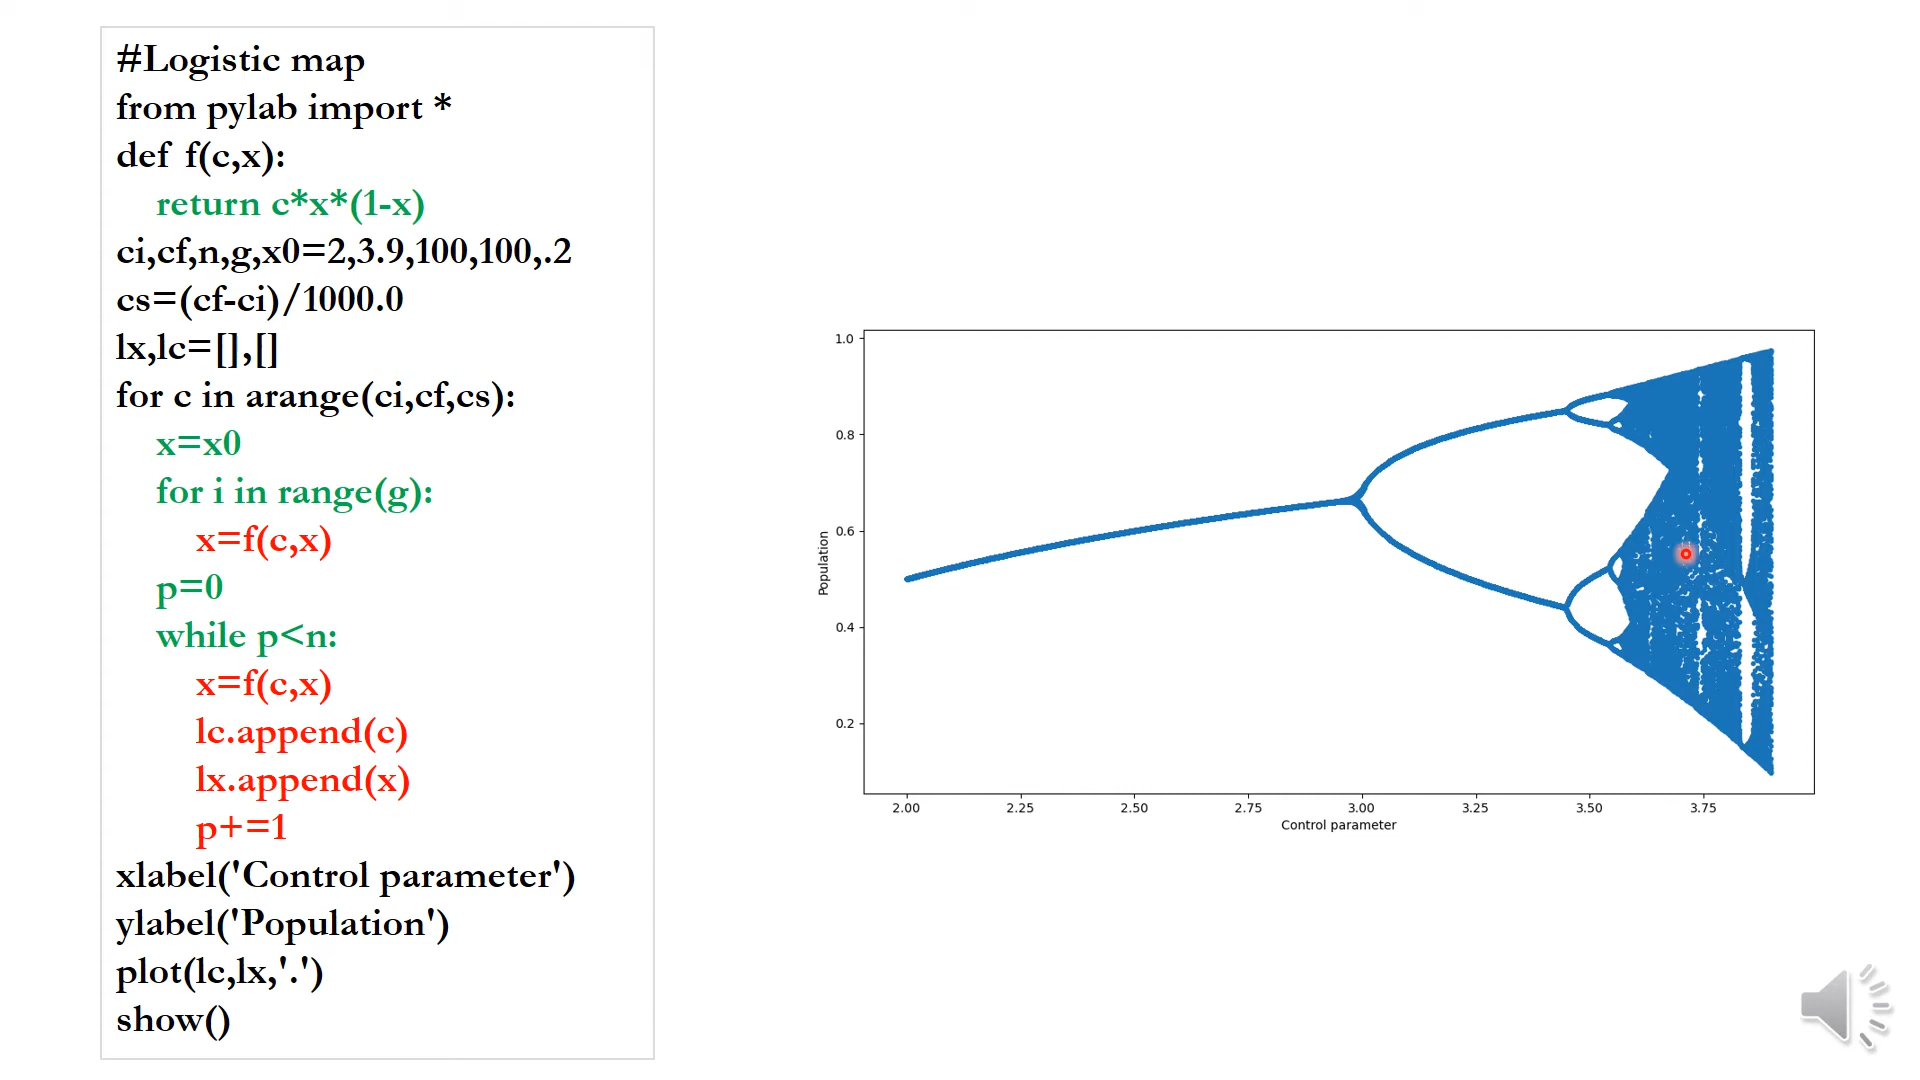 #Logistic map
from pylab import *
def f(c,x):
return c*x*(1-x)
ci,cf,n,g,x0=2,3.9,100,100,.2
cs=(cf-ci)/1000.0
lx,lc=[],[]
for c in arange(ci,cf,cs):
x=x0
for i in range(g):
x=f(c,x)
p=0
while p<n:
x=f(c,x)
lc.append(c)
lx.append(x)
p+=1
xlabel('Control parameter')
ylabel('Population')
plot(lc,lx,'.')
show()
1.0
0.8
0.6
0.4
0.2
Population
2.00 2.25 2.50 2.75 3.00 3.25 3.50 3.75
Control parameter